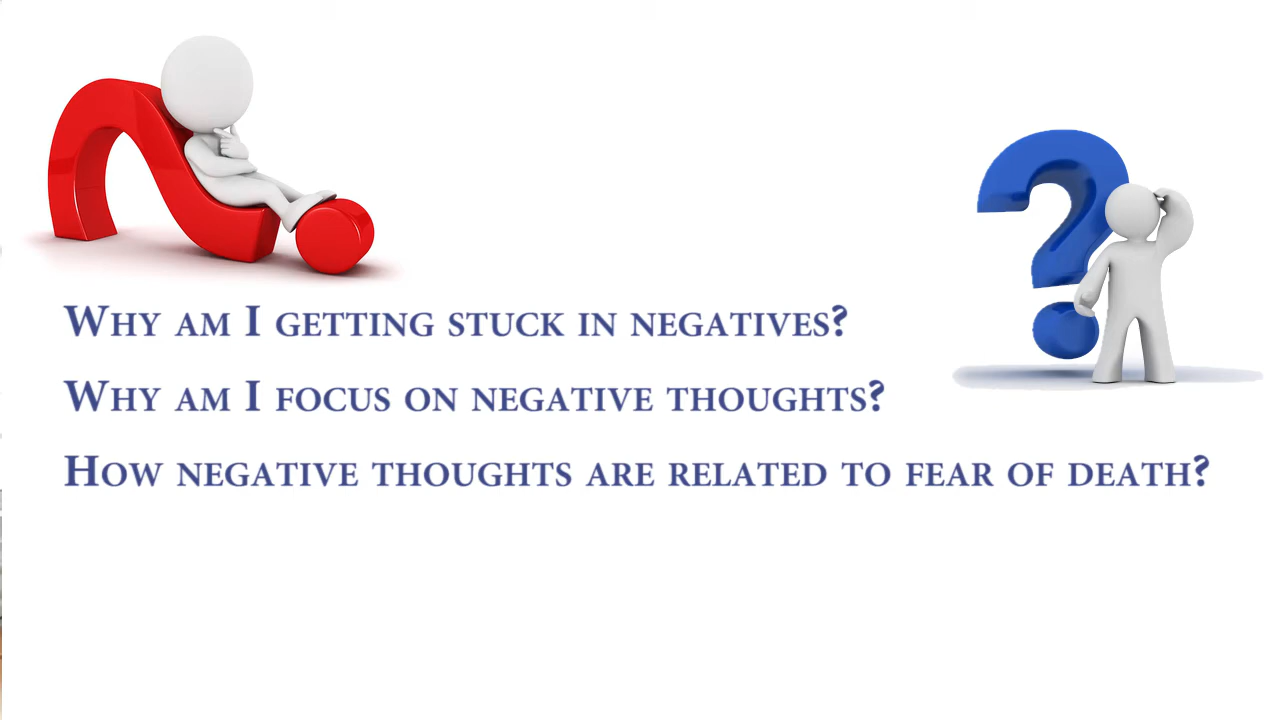 Why am I getting stuck in negatives?
Why am I focus on negative thoughts?
How negative thoughts are related to fear of death?